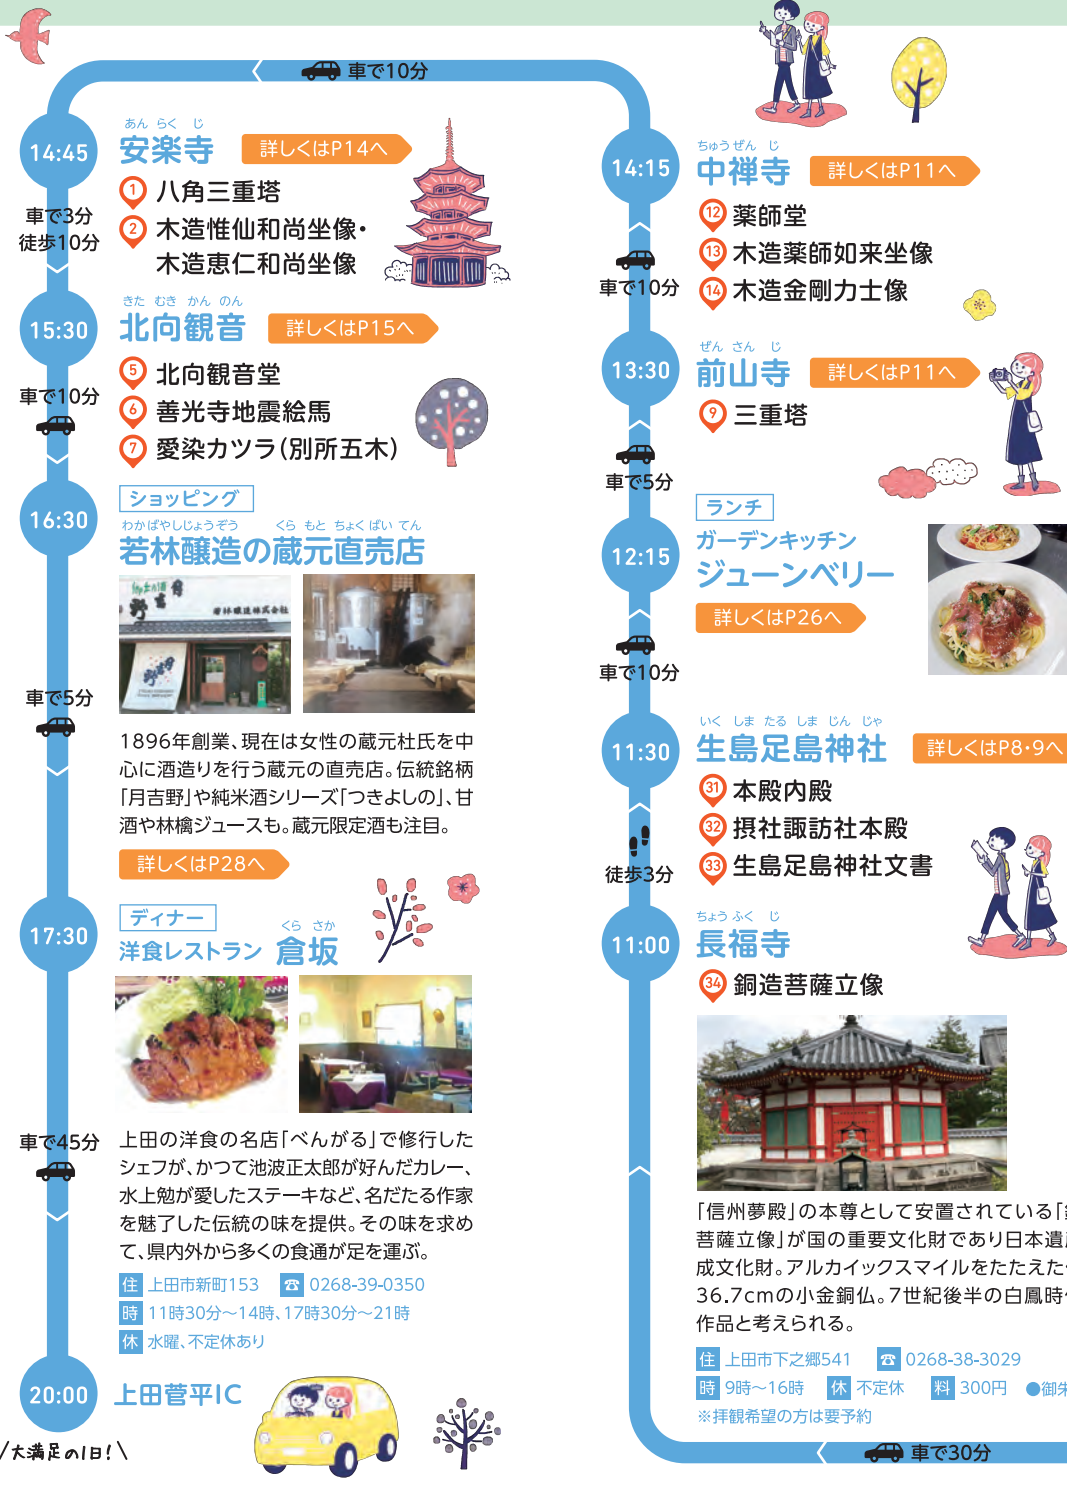 車で10分
14:45
あん らく じ
安楽寺
詳しくはP14へ
1 八角三重塔
2 木造惟仙和尚坐像・
木造恵仁和尚坐像
車で3分
徒歩10分
15:30
きた むき かん のん
北向観音
詳しくはP15へ
5 北向観音堂
6 善光寺地震絵馬
7 愛染カツラ(別所五木)
車で10分
16:30
ショッピング
わかばやしじょうぞう くら もと ちょく ばい てん
若林醸造の蔵元直売店
若林醸造株式会社
1896年創業、現在は女性の蔵元杜氏を中
心に酒造りを行う蔵元の直売店。伝統銘柄
「月吉野」や純米酒シリーズ「つきよしの」、甘
酒や林檎ジュースも。蔵元限定酒も注目。
詳しくはP28へ
車で5分
17:30
ディナー
くら さか
洋食レストラン 倉坂
上田の洋食の名店「べんがる」で修行した
シェフが、かつて池波正太郎が好んだカレー、
水上勉が愛したステーキなど、名だたる作家
を魅了した伝統の味を提供。その味を求め
て、県内外から多くの食通が足を運ぶ。
住 上田市新町153 ☎ 0268-39-0350
時 11時30分～14時、17時30分～21時
休 水曜、不定休あり
車で45分
20:00
上田菅平IC
大満足の1日!
14:15
ちゅう ぜん じ
中禅寺
詳しくはP11へ
12 薬師堂
13 木造薬師如来坐像
14 木造金剛力士像
車で10分
13:30
ぜん さん じ
前山寺
詳しくはP11へ
9 三重塔
車で5分
12:15
ランチ
ガーデンキッチン
ジューンベリー
詳しくはP26へ
車で10分
11:30
いく しま たる しま じん じゃ
生島足島神社
詳しくはP8・9へ
31 本殿内殿
32 摂社諏訪社本殿
33 生島足島神社文書
徒歩3分
11:00
ちょう ふく じ
長福寺
34 銅造菩薩立像
「信州夢殿」の本尊として安置されている「
菩薩立像」が国の重要文化財であり日本遺
成文化財。アルカイックスマイルをたたえた
36.7cmの小金銅仏。7世紀後半の白鳳時
作品と考えられる。
住 上田市下之郷541 ☎ 0268-38-3029
時 9時～16時 休 不定休 料 300円 ●御
※拝観希望の方は要予約
車で30分